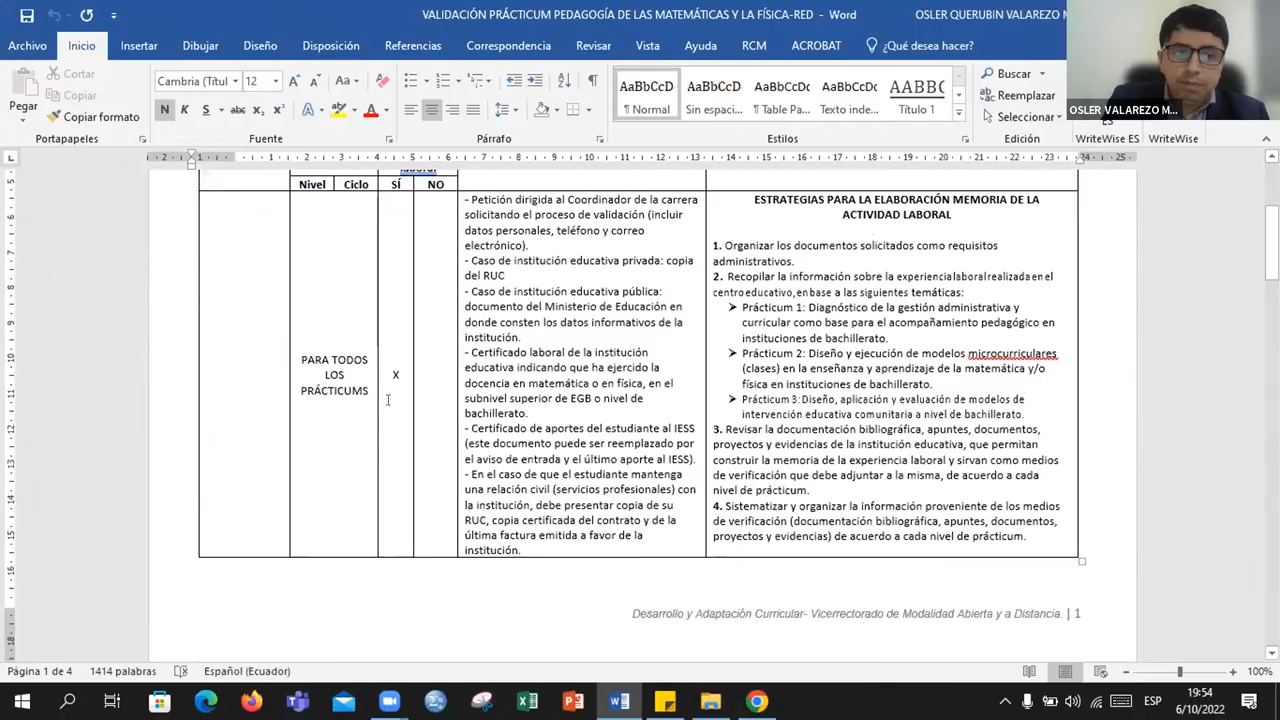 VALIDACIÓN PRÁCTICUM PEDAGOGÍA DE LAS MATEMÁTICAS Y LA FÍSICA-RED - Word
OSLER QUERUBIN VALAREZO M
Archivo Inicio Insertar Dibujar Diseño Disposición Referencias Correspondencia Revisar Vista Ayuda RCM ACROBAT ¿Qué desea hacer?
Pegar
Cortar
Copiar
Copiar formato
Portapapeles
Cambria (Títul 12
Fuente
Párrafo
AaBbCcD AaBbCcD AaBbCcD AaBbCcDc AABBC
¶ Normal Sin espaci... ¶ Table Pa... Texto inde... Título 1
Estilos
Buscar
Reemplazar
Seleccionar
Edición
OSLER VALAREZO M...
WriteWise ES WriteWise
WriteWise
laboral
Nivel Ciclo SÍ NO
PARA TODOS
LOS
PRÁCTICUMS
X
- Petición dirigida al Coordinador de la carrera
solicitando el proceso de validación (incluir
datos personales, teléfono y correo
electrónico).
- Caso de institución educativa privada: copia
del RUC
- Caso de institución educativa pública:
documento del Ministerio de Educación en
donde consten los datos informativos de la
institución.
- Certificado laboral de la institución
educativa indicando que ha ejercido la
docencia en matemática o en física, en el
subnivel superior de EGB o nivel de
bachillerato.
- Certificado de aportes del estudiante al IESS
(este documento puede ser reemplazado por
el aviso de entrada y el último aporte al IESS).
- En el caso de que el estudiante mantenga
una relación civil (servicios profesionales) con
la institución, debe presentar copia de su
RUC, copia certificada del contrato y de la
última factura emitida a favor de la
institución.
ESTRATEGIAS PARA LA ELABORACIÓN MEMORIA DE LA
ACTIVIDAD LABORAL
1. Organizar los documentos solicitados como requisitos
administrativos.
2. Recopilar la información sobre la experiencia laboral realizada en el
centro educativo, en base a las siguientes temáticas:
➢ Prácticum 1: Diagnóstico de la gestión administrativa y
curricular como base para el acompañamiento pedagógico en
instituciones de bachillerato.
➢ Prácticum 2: Diseño y ejecución de modelos microcurriculares
(clases) en la enseñanza y aprendizaje de la matemática y/o
física en instituciones de bachillerato.
➢ Prácticum 3: Diseño, aplicación y evaluación de modelos de
intervención educativa comunitaria a nivel de bachillerato.
3. Revisar la documentación bibliográfica, apuntes, documentos,
proyectos y evidencias de la institución educativa, que permitan
construir la memoria de la experiencia laboral y sirvan como medios
de verificación que debe adjuntar a la misma, de acuerdo a cada
nivel de prácticum.
4. Sistematizar y organizar la información proveniente de los medios
de verificación (documentación bibliográfica, apuntes, documentos,
proyectos y evidencias) de acuerdo a cada nivel de prácticum.
Desarrollo y Adaptación Curricular- Vicerrectorado de Modalidad Abierta y a Distancia. | 1
Página 1 de 4 1414 palabras Español (Ecuador) 100%
ESP
19:54
6/10/2022